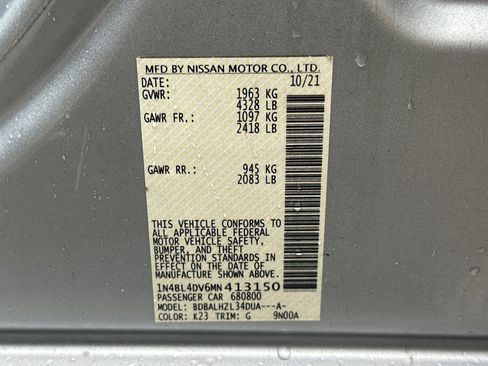 MFD BY NISSAN MOTOR CO., LTD.
DATE: 10/21
GVWR: 1963 KG
4328 LB
GAWR FR.: 1097 KG
2418 LB
GAWR RR.: 945 KG
2083 LB
THIS VEHICLE CONFORMS TO
ALL APPLICABLE FEDERAL
MOTOR VEHICLE SAFETY,
BUMPER, AND THEFT
PREVENTION STANDARDS IN
EFFECT ON THE DATE OF
MANUFACTURE SHOWN ABOVE.
1N4BL4DV6MN413150
PASSENGER CAR 680800
MODEL: BDBALHZL34DUA---A-
COLOR: K23 TRIM: G 9N00A